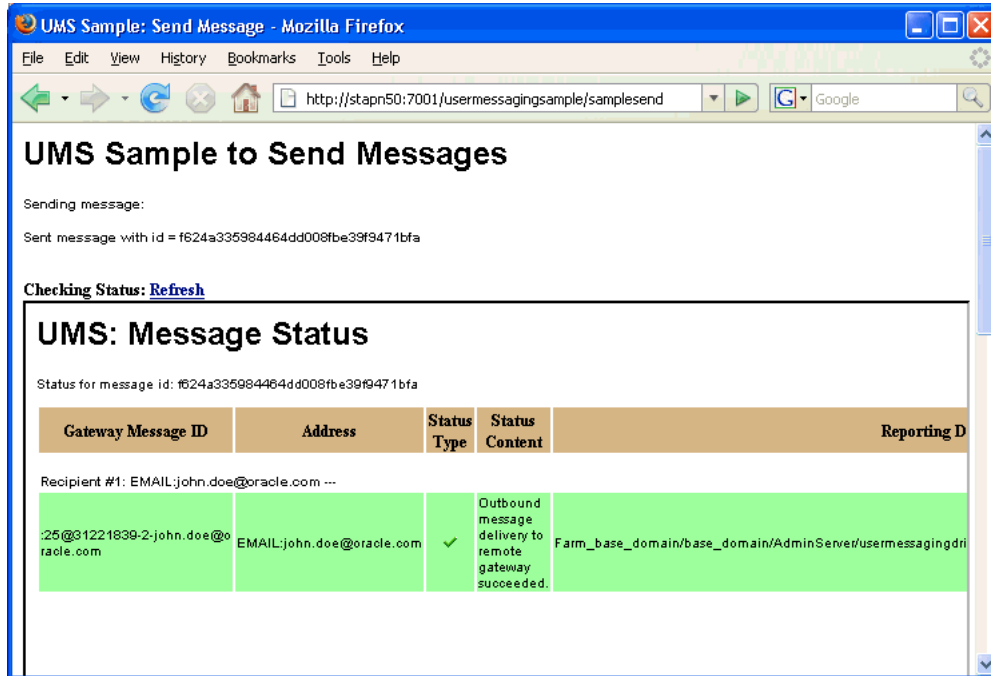 UMS Sample: Send Message - Mozilla Firefox
File Edit View History Bookmarks Tools Help
http://stapn50:7001/usermessagingsample/samplesend
G Google
UMS Sample to Send Messages
Sending message:
Sent message with id = f624a335984464dd008fbe39f9471bfa
Checking Status: Refresh
UMS: Message Status
Status for message id: f624a335984464dd008fbe39f9471bfa
Gateway Message ID Address Status Type Status Content Reporting D
Recipient #1: EMAIL:john.doe@oracle.com ---
:25@31221839-2-john.doe@o
racle.com
EMAIL:john.doe@oracle.com
Outbound
message
delivery to
remote
gateway
succeeded.
Farm_base_domain/base_domain/AdminServer/usermessagingdri